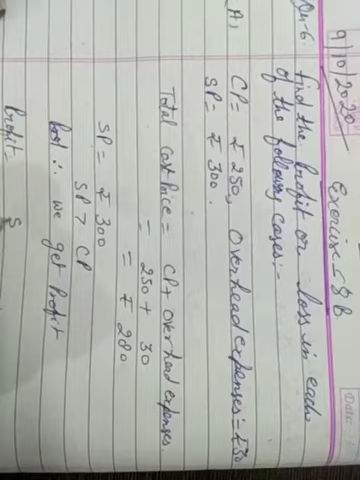 9/10/2020 Exercise - 8 B
Date:
Qu-6 find the profit or loss in each
of the following cases:-
A) CP = ₹ 250, Overhead expenses = ₹30
SP = ₹ 300.
Total Cost Price = CP + Overhead expenses.
= 250 + 30
= ₹ 280
SP = ₹ 300
SP > CP
∴ we get Profit
Profit = S